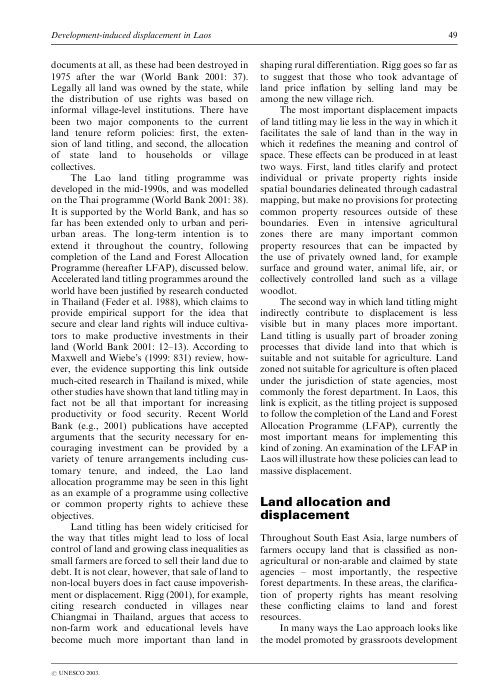 Development-induced displacement in Laos
49
documents at all, as these had been destroyed in
1975 after the war (World Bank 2001: 37).
Legally all land was owned by the state, while
the distribution of use rights was based on
informal village-level institutions. There have
been two major components to the current
land tenure reform policies: first, the exten-
sion of land titling, and second, the allocation
of state land to households or village
collectives.
The Lao land titling programme was
developed in the mid-1990s, and was modelled
on the Thai programme (World Bank 2001: 38).
It is supported by the World Bank, and has so
far has been extended only to urban and peri-
urban areas. The long-term intention is to
extend it throughout the country, following
completion of the Land and Forest Allocation
Programme (hereafter LFAP), discussed below.
Accelerated land titling programmes around the
world have been justified by research conducted
in Thailand (Feder et al. 1988), which claims to
provide empirical support for the idea that
secure and clear land rights will induce cultiva-
tors to make productive investments in their
land (World Bank 2001: 12–13). According to
Maxwell and Wiebe's (1999: 831) review, how-
ever, the evidence supporting this link outside
much-cited research in Thailand is mixed, while
other studies have shown that land titling may in
fact not be all that important for increasing
productivity or food security. Recent World
Bank (e.g., 2001) publications have accepted
arguments that the security necessary for en-
couraging investment can be provided by a
variety of tenure arrangements including cus-
tomary tenure, and indeed, the Lao land
allocation programme may be seen in this light
as an example of a programme using collective
or common property rights to achieve these
objectives.
Land titling has been widely criticised for
the way that titles might lead to loss of local
control of land and growing class inequalities as
small farmers are forced to sell their land due to
debt. It is not clear, however, that sale of land to
non-local buyers does in fact cause impoverish-
ment or displacement. Rigg (2001), for example,
citing research conducted in villages near
Chiangmai in Thailand, argues that access to
non-farm work and educational levels have
become much more important than land in
shaping rural differentiation. Rigg goes so far as
to suggest that those who took advantage of
land price inflation by selling land may be
among the new village rich.
The most important displacement impacts
of land titling may lie less in the way in which it
facilitates the sale of land than in the way in
which it redefines the meaning and control of
space. These effects can be produced in at least
two ways. First, land titles clarify and protect
individual or private property rights inside
spatial boundaries delineated through cadastral
mapping, but make no provisions for protecting
common property resources outside of these
boundaries. Even in intensive agricultural
zones there are many important common
property resources that can be impacted by
the use of privately owned land, for example
surface and ground water, animal life, air, or
collectively controlled land such as a village
woodlot.
The second way in which land titling might
indirectly contribute to displacement is less
visible but in many places more important.
Land titling is usually part of broader zoning
processes that divide land into that which is
suitable and not suitable for agriculture. Land
zoned not suitable for agriculture is often placed
under the jurisdiction of state agencies, most
commonly the forest department. In Laos, this
link is explicit, as the titling project is supposed
to follow the completion of the Land and Forest
Allocation Programme (LFAP), currently the
most important means for implementing this
kind of zoning. An examination of the LFAP in
Laos will illustrate how these policies can lead to
massive displacement.
Land allocation and
displacement
Throughout South East Asia, large numbers of
farmers occupy land that is classified as non-
agricultural or non-arable and claimed by state
agencies – most importantly, the respective
forest departments. In these areas, the clarifica-
tion of property rights has meant resolving
these conflicting claims to land and forest
resources.
In many ways the Lao approach looks like
the model promoted by grassroots development
© UNESCO 2003.